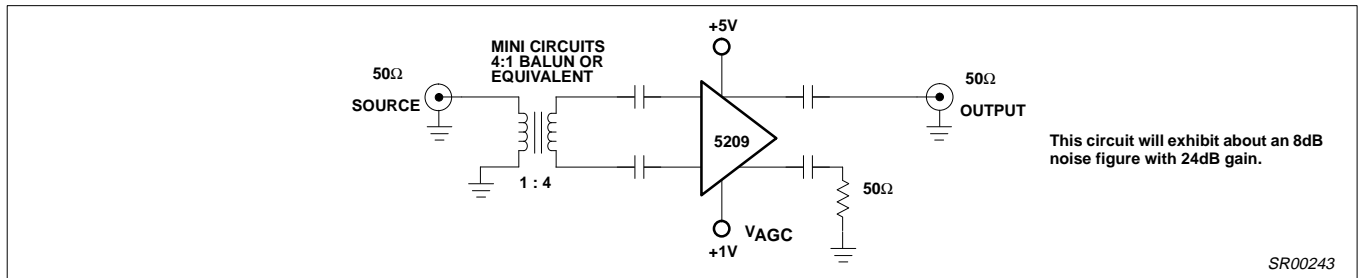 +5V
MINI CIRCUITS
4:1 BALUN OR
EQUIVALENT
50Ω
SOURCE
50Ω
OUTPUT
5209
This circuit will exhibit about an 8dB
noise figure with 24dB gain.
1 : 4
50Ω
VAGC
+1V
SR00243